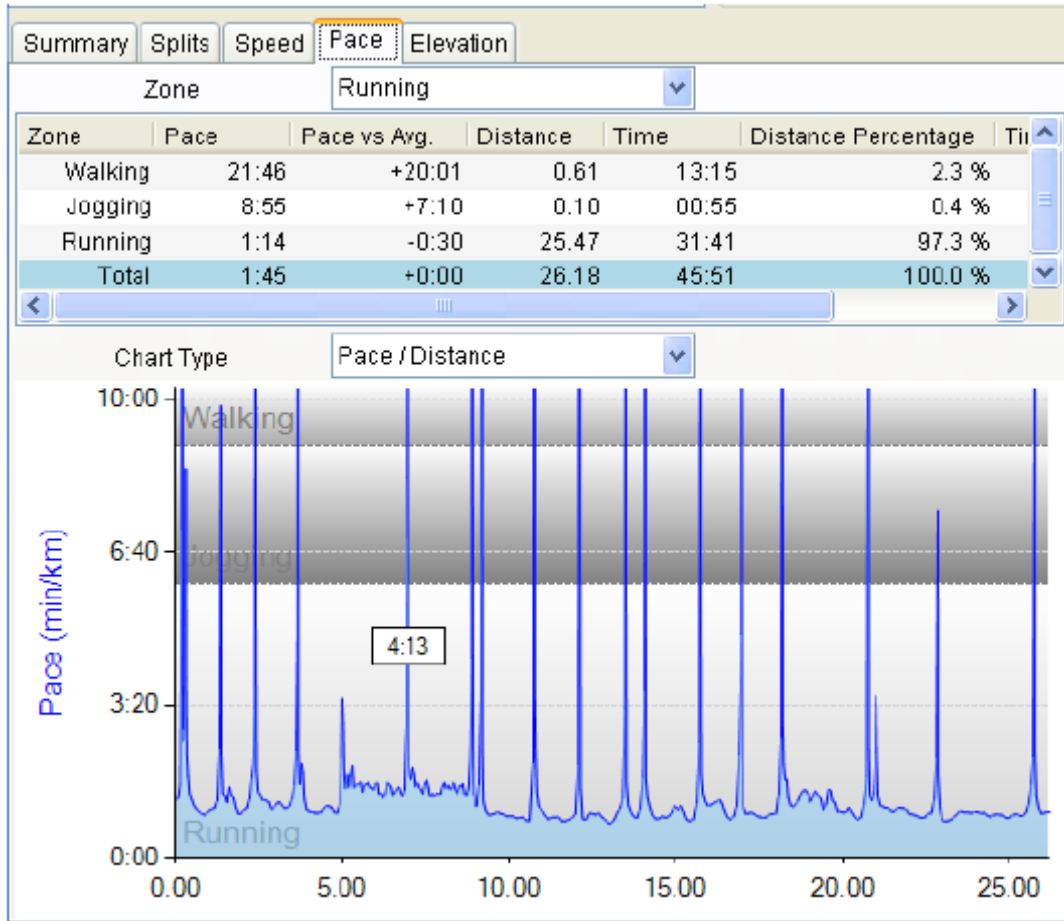 Summary Splits Speed Pace Elevation
Zone Running
Zone Pace Pace vs Avg. Distance Time Distance Percentage
Walking 21:46 +20:01 0.61 13:15 2.3 %
Jogging 8:55 +7:10 0.10 00:55 0.4 %
Running 1:14 -0:30 25.47 31:41 97.3 %
Total 1:45 +0:00 26.18 45:51 100.0 %
Chart Type Pace / Distance
10:00
Walking
6:40
Jogging
4:13
Pace (min/km)
3:20
Running
0:00
0.00 5.00 10.00 15.00 20.00 25.00